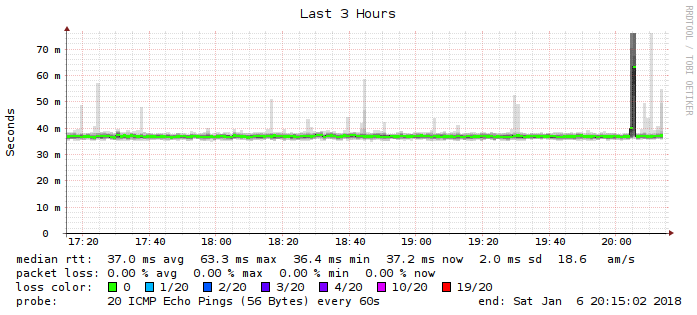 Last 3 Hours
RRDTOOL / TOBI OETIKER
Seconds
70 m
60 m
50 m
40 m
30 m
20 m
10 m
0
17:20 17:40 18:00 18:20 18:40 19:00 19:20 19:40 20:00
median rtt: 37.0 ms avg 63.3 ms max 36.4 ms min 37.2 ms now 2.0 ms sd 18.6 am/s
packet loss: 0.00 % avg 0.00 % max 0.00 % min 0.00 % now
loss color: 0 1/20 2/20 3/20 4/20 10/20 19/20
probe: 20 ICMP Echo Pings (56 Bytes) every 60s end: Sat Jan 6 20:15:02 2018